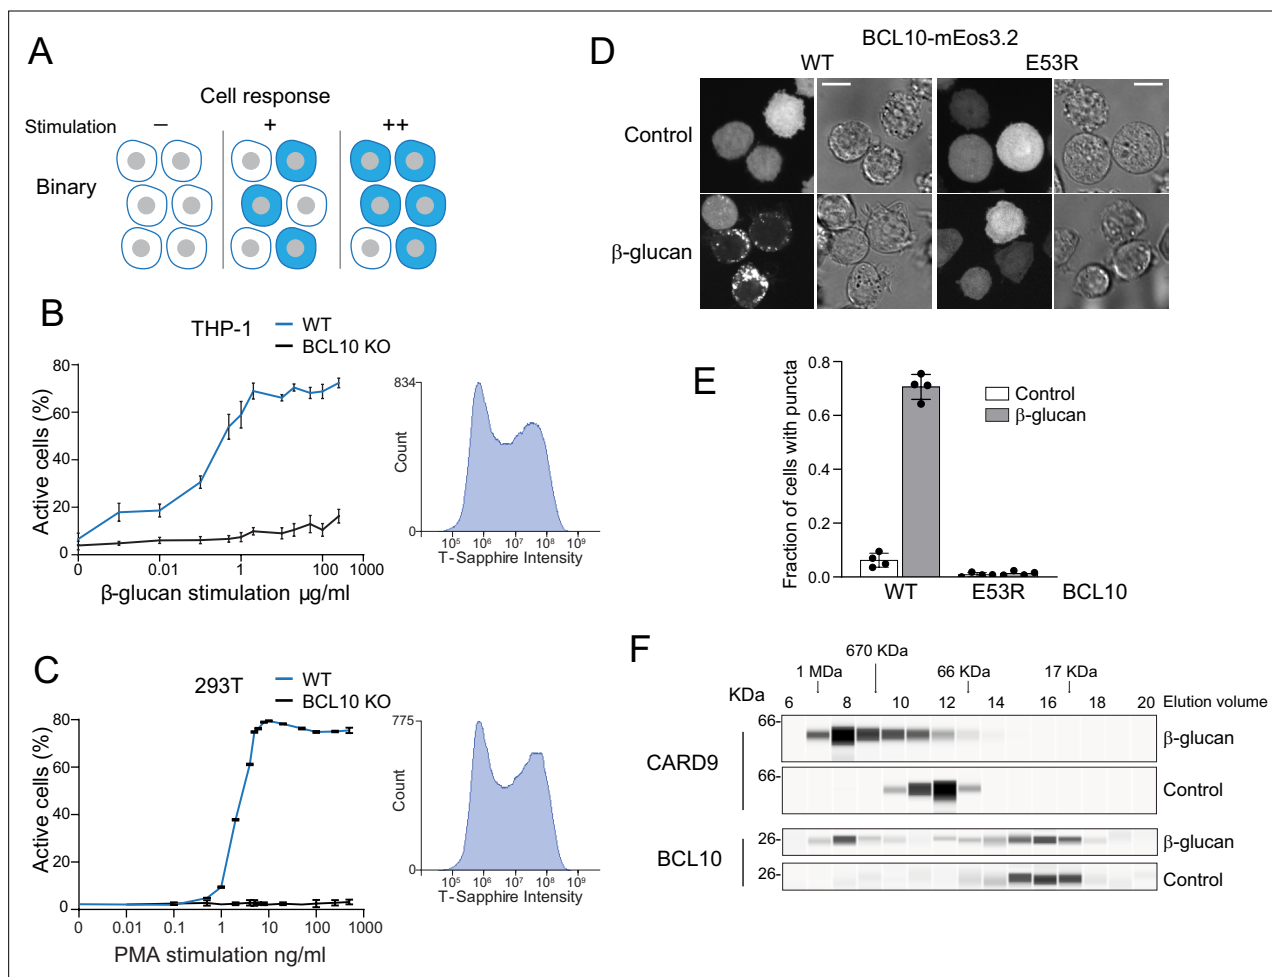 A
Cell response
Stimulation – + ++
Binary
B
THP-1
WT
BCL10 KO
Active cells (%)
80
60
40
20
0
0 0.01 1 100 1000
β-glucan stimulation μg/ml
834
Count
0
10⁵ 10⁶ 10⁷ 10⁸ 10⁹
T-Sapphire Intensity
C
293T
WT
BCL10 KO
Active cells (%)
80
60
40
20
0
0 0.01 0.1 1 10 100 1000
PMA stimulation ng/ml
775
Count
0
10⁵ 10⁶ 10⁷ 10⁸ 10⁹
T-Sapphire Intensity
D
BCL10-mEos3.2
WT E53R
Control
β-glucan
E
Fraction of cells with puncta
0.8
0.6
0.4
0.2
0.0
Control
β-glucan
WT E53R BCL10
F
670 KDa
1 MDa 66 KDa 17 KDa
KDa 6 8 10 12 14 16 18 20 Elution volume
CARD9
66- β-glucan
66- Control
BCL10
26- β-glucan
26- Control